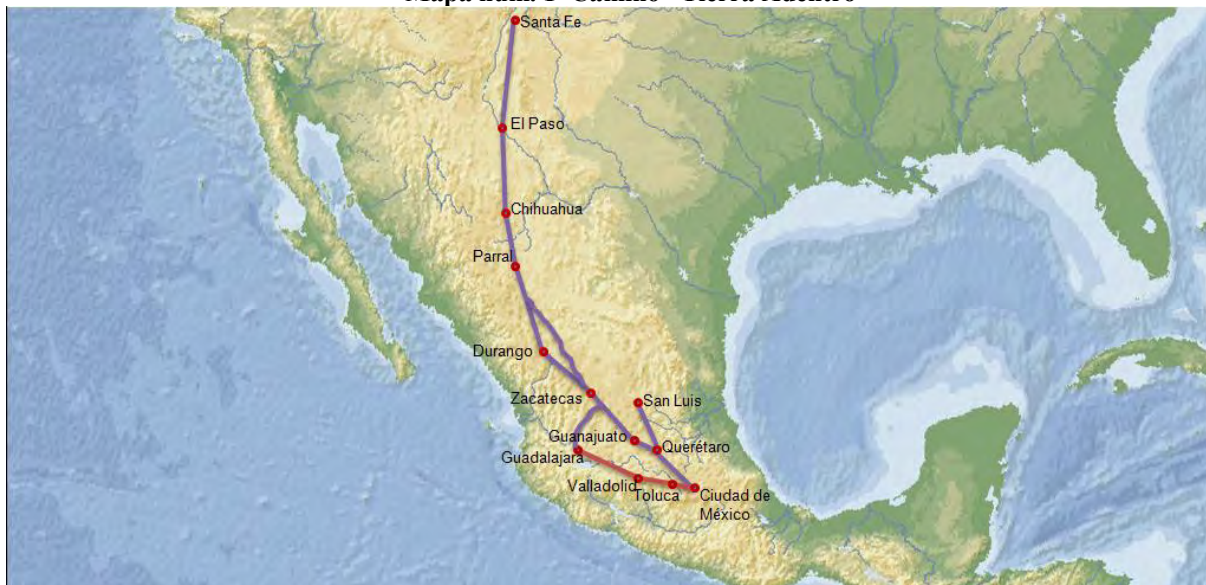 Santa Fe
El Paso
Chihuahua
Parral
Durango
Zacatecas
San Luis
Guanajuato
Querétaro
Guadalajara
Valladolid
Toluca
Ciudad de
México